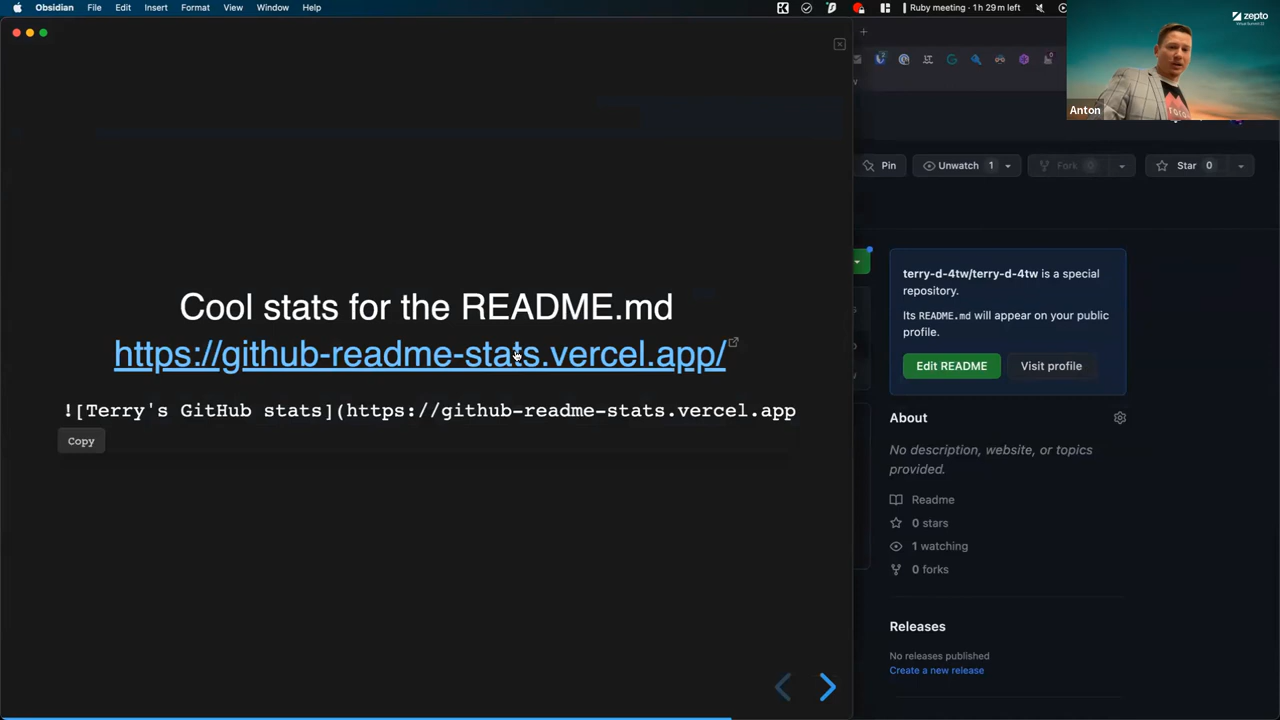 Obsidian File Edit Insert Format View Window Help
Ruby meeting - 1 h 29 m left
zepto
Anton
Pin
Unwatch 1
Fork 0
Star 0
Cool stats for the README.md
https://github-readme-stats.vercel.app/
![Terry's GitHub stats](https://github-readme-stats.vercel.app
Copy
terry-d-4tw/terry-d-4tw is a special
repository.
Its README.md will appear on your public
profile.
Edit README
Visit profile
About
No description, website, or topics
provided.
Readme
0 stars
1 watching
0 forks
Releases
No releases published
Create a new release